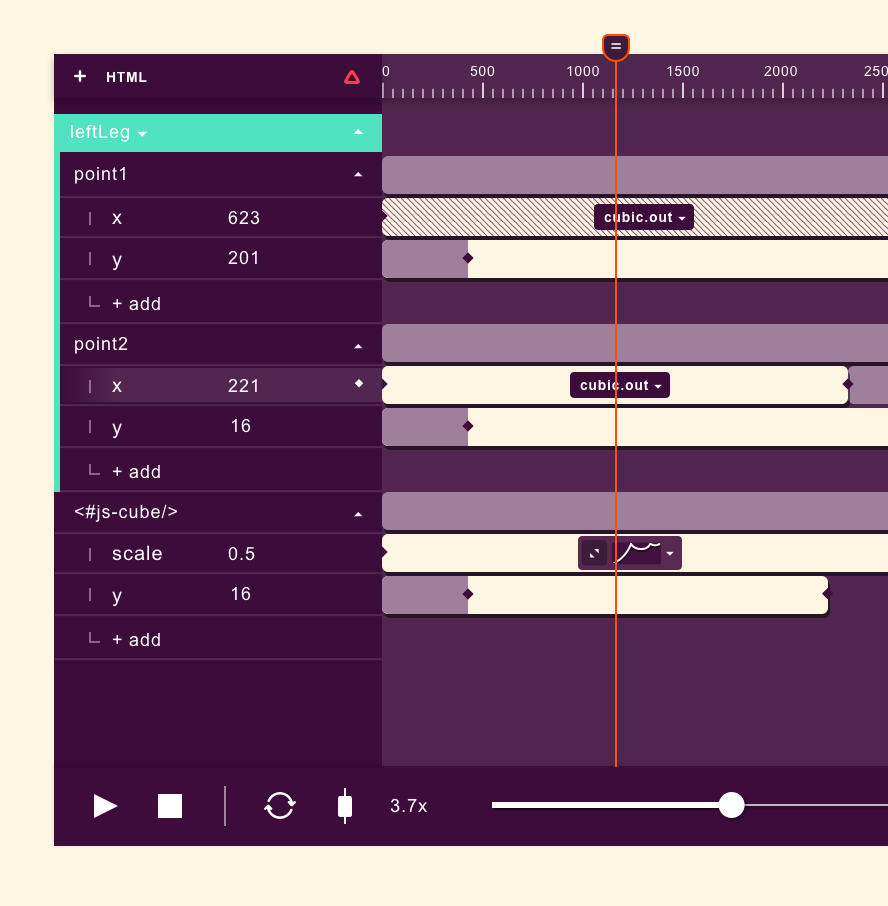 + HTML
0 500 1000 1500 2000 250
leftLeg
point1
x 623 cubic.out
y 201
+ add
point2
x 221 cubic.out
y 16
+ add
<#js-cube/>
scale 0.5
y 16
+ add
3.7x